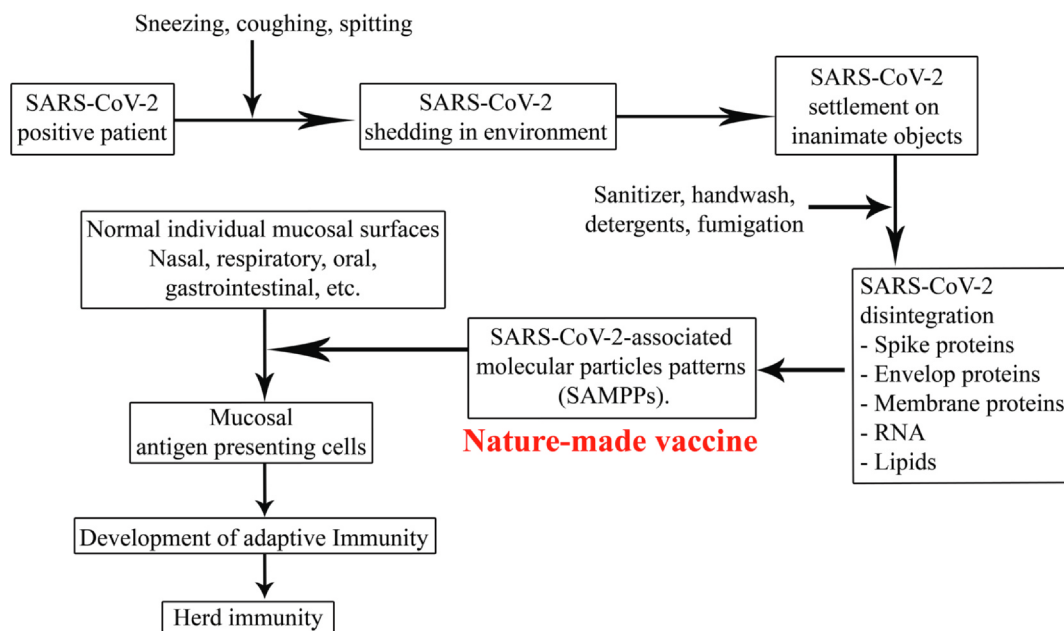 Sneezing, coughing, spitting
SARS-CoV-2
positive patient
SARS-CoV-2
shedding in environment
SARS-CoV-2
settlement on
inanimate objects
Sanitizer, handwash,
detergents, fumigation
SARS-CoV-2
disintegration
- Spike proteins
- Envelop proteins
- Membrane proteins
- RNA
- Lipids
SARS-CoV-2-associated
molecular particles patterns
(SAMPPs).
Nature-made vaccine
Normal individual mucosal surfaces
Nasal, respiratory, oral,
gastrointestinal, etc.
Mucosal
antigen presenting cells
Development of adaptive Immunity
Herd immunity